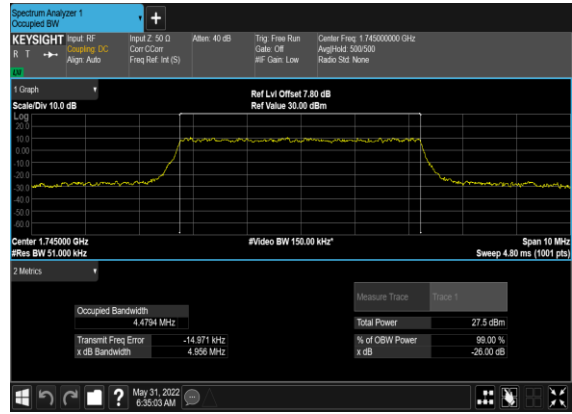 Spectrum Analyzer 1
Occupied BW
+
KEYSIGHT Input: RF Input Z: 50 Ω Atten: 40 dB Trig: Free Run Center Freq: 1.745000000 GHz
R T Coupling: DC Corr CCorr Gate: Off Avg|Hold: 500/500
Align: Auto Freq Ref: Int (S) #IF Gain: Low Radio Std: None
LW
1 Graph
Ref Lvl Offset 7.80 dB
Scale/Div 10.0 dB Ref Value 30.00 dBm
Log
20.0
10.0
0.00
-10.0
-20.0
-30.0
-40.0
-50.0
-60.0
Center 1.745000 GHz #Video BW 150.00 kHz* Span 10 MHz
#Res BW 51.000 kHz Sweep 4.80 ms (1001 pts)
2 Metrics
Measure Trace Trace 1
Occupied Bandwidth
4.4794 MHz Total Power 27.5 dBm
Transmit Freq Error -14.971 kHz % of OBW Power 99.00 %
x dB Bandwidth 4.956 MHz x dB -26.00 dB
?
May 31, 2022
6:35:03 AM